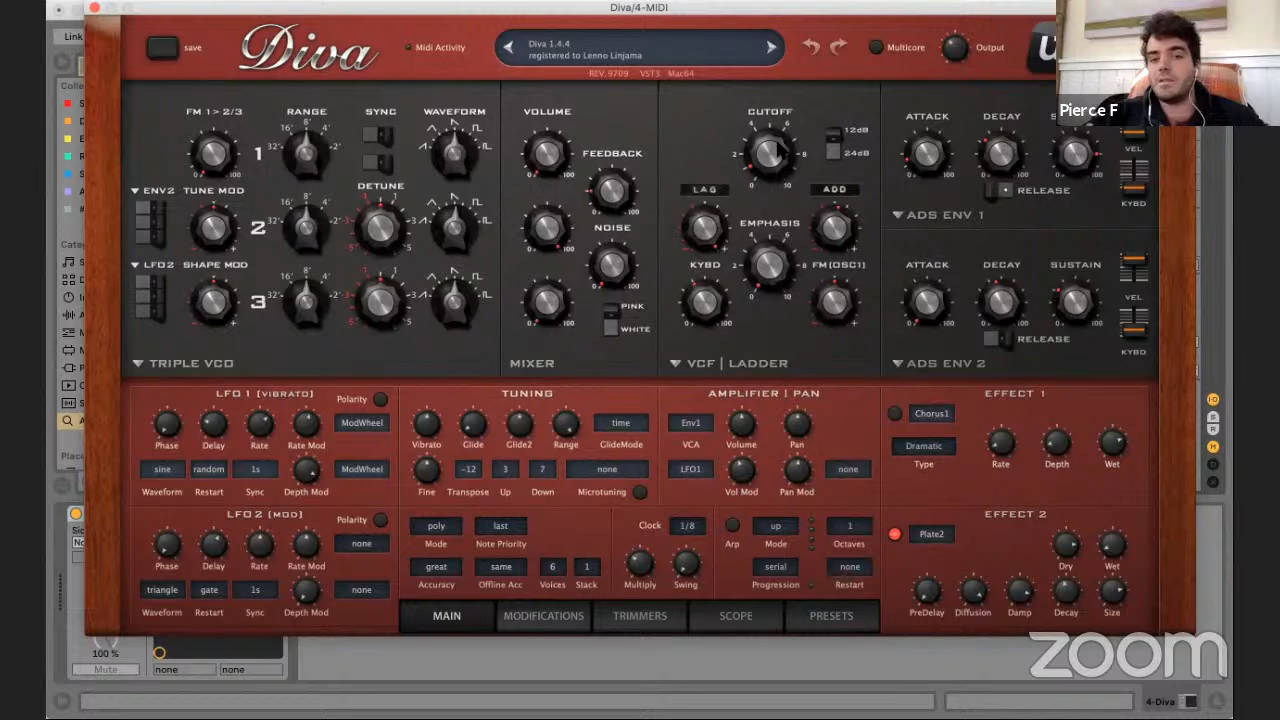 Diva/4-MIDI
Link
save
Diva
Midi Activity
Diva 1.4.4
registered to Lenno Linjama
REV.9709 VST3 Mac64
Multicore
Output
Pierce F
Colle
FM 1> 2/3
RANGE
SYNC
WAVEFORM
VOLUME
CUTOFF
ATTACK
DECAY
12dB
24dB
FEEDBACK
VEL
ENV2 TUNE MOD
DETUNE
LAG
ADD
RELEASE
KYBD
ADS ENV 1
EMPHASIS
NOISE
LFO2 SHAPE MOD
KYBD
FM(OSC1)
ATTACK
DECAY
SUSTAIN
VEL
PINK
WHITE
RELEASE
KYBD
TRIPLE VCO
MIXER
VCF | LADDER
ADS ENV 2
1
2
3
Categ
Place
LFO 1 (VIBRATO)
Polarity
TUNING
AMPLIFIER | PAN
EFFECT 1
ModWheel
time
Env1
Chorus1
Phase
Delay
Rate
Rate Mod
Vibrato
Glide
Glide2
Range
GlideMode
VCA
Volume
Pan
Dramatic
sine
random
1s
ModWheel
-12
3
7
none
LFO1
none
Type
Rate
Depth
Wet
Waveform
Restart
Sync
Depth Mod
Fine
Transpose
Up
Down
Microtuning
Vol Mod
Pan Mod
LFO2 (MOD)
Polarity
poly
last
Clock
1/8
up
1
EFFECT 2
none
Mode
Note Priority
Arp
Mode
Octaves
Plate2
Phase
Delay
Rate
Rate Mod
great
same
6
1
serial
none
Dry
Wet
triangle
gate
1s
none
Accuracy
Offline Acc
Voices
Stack
Multiply
Swing
Progression
Restart
Waveform
Restart
Sync
Depth Mod
PreDelay
Diffusion
Damp
Decay
Size
MAIN
MODIFICATIONS
TRIMMERS
SCOPE
PRESETS
100 %
Mute
none
none
zoom
4-Diva